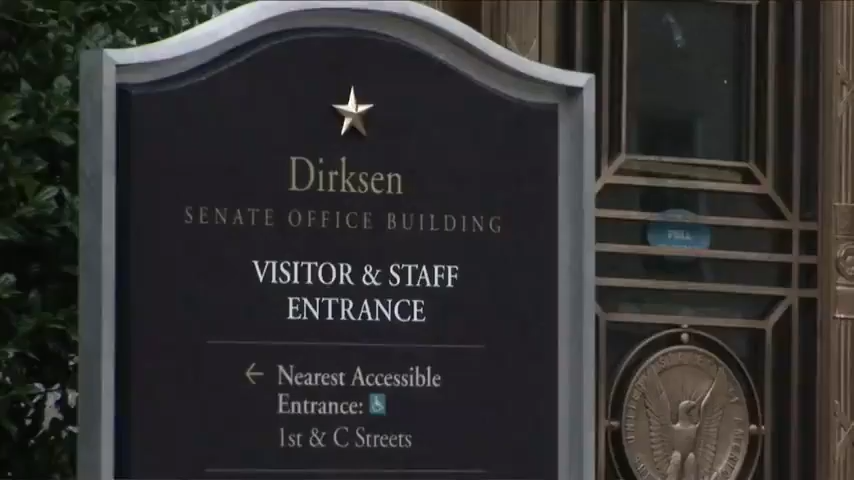 Dirksen
SENATE OFFICE BUILDING
VISITOR & STAFF
ENTRANCE
← Nearest Accessible
Entrance: ♿
1st & C Streets
PULL